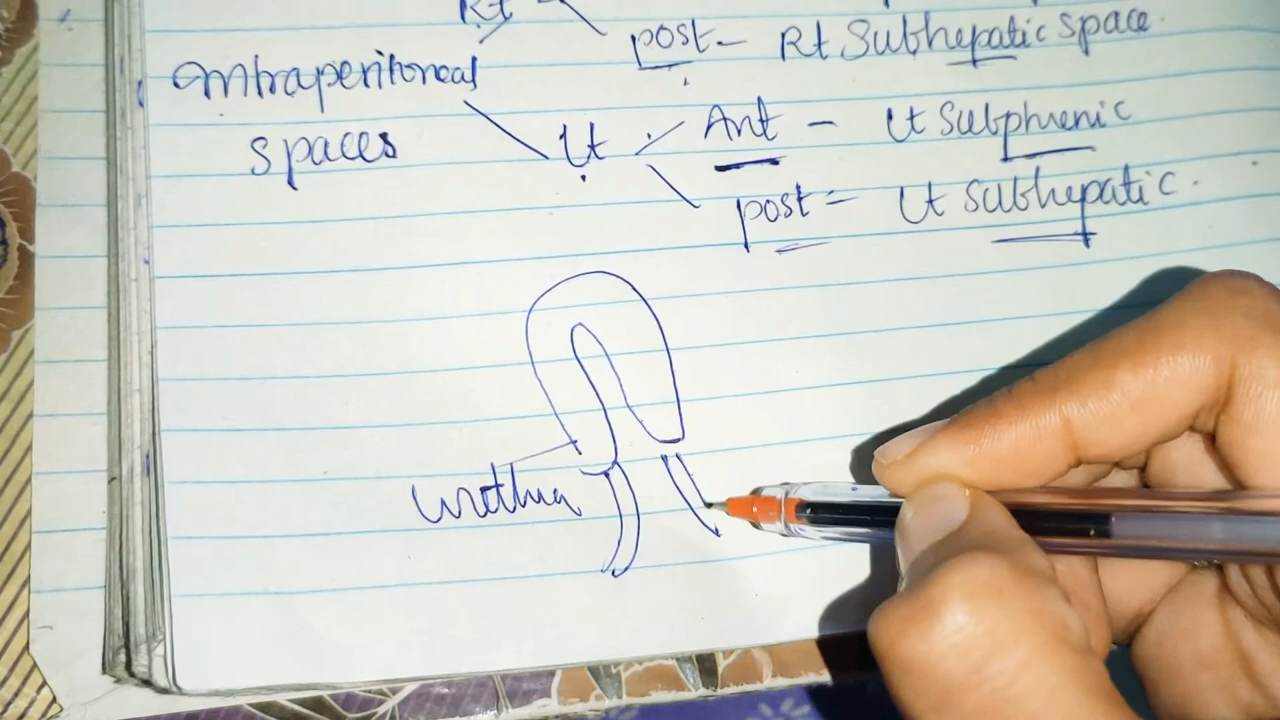 Rt
post - Rt Subhepatic space.
Intraperitoneal
spaces
Lt
Ant - Lt Subphrenic
post = Lt subhepatic.
Urethra